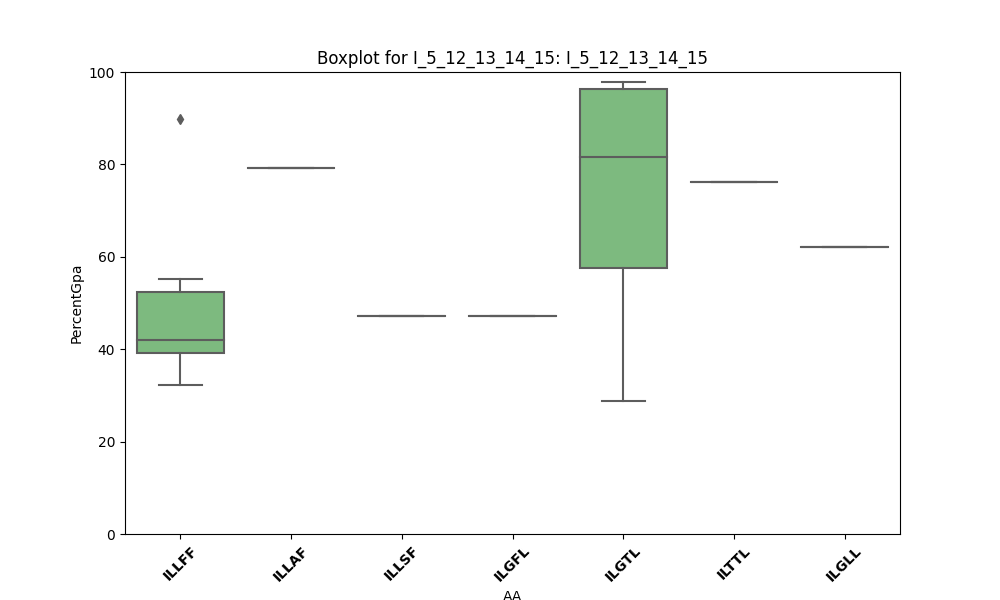 Boxplot for I_5_12_13_14_15: I_5_12_13_14_15
PercentGpa
100
80
60
40
20
0
ILLFF
ILLAF
ILLSF
ILGFL
ILGTL
ILTTL
ILGLL
AA